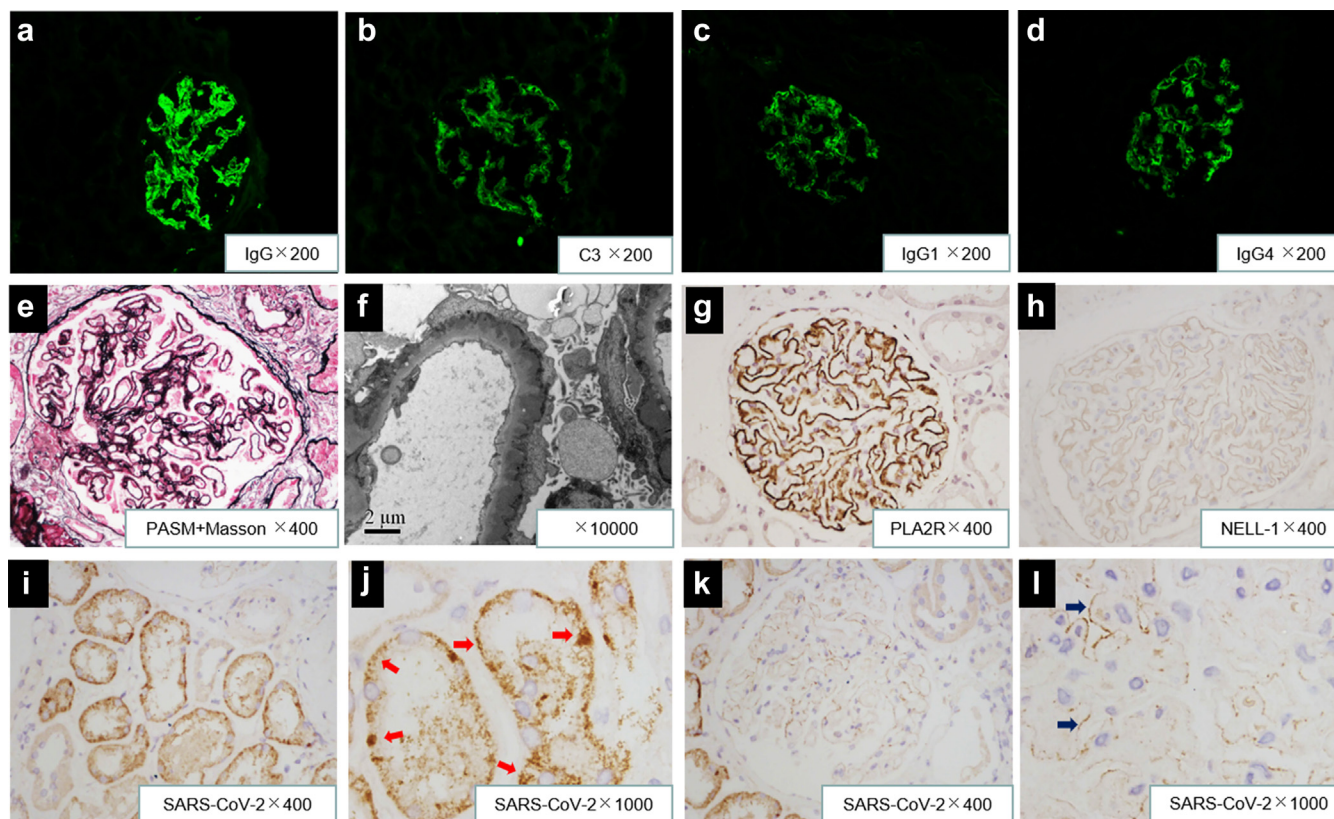 a
b
c
d
IgG × 200
C3 × 200
IgG1 × 200
IgG4 × 200
e
f
g
h
2 μm
PASM+Masson ×400
×10000
PLA2R × 400
NELL-1 × 400
i
j
k
l
SARS-CoV-2 × 400
SARS-CoV-2 × 1000
SARS-CoV-2 × 400
SARS-CoV-2 × 1000